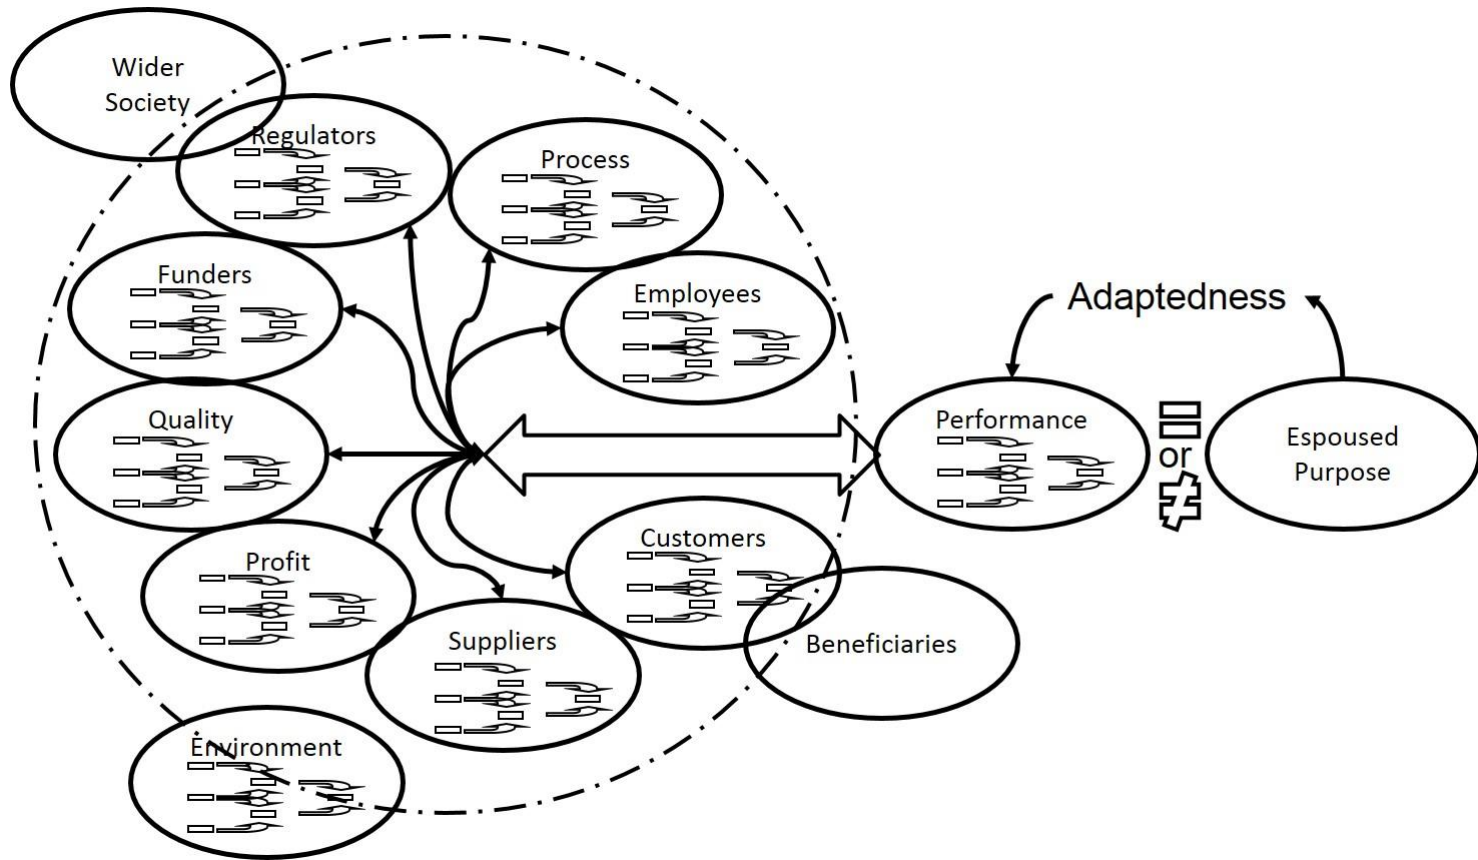 Wider
Society
Regulators
Process
Funders
Employees
Adaptedness
Quality
Performance
=
or
≠
Espoused
Purpose
Profit
Customers
Suppliers
Beneficiaries
Environment